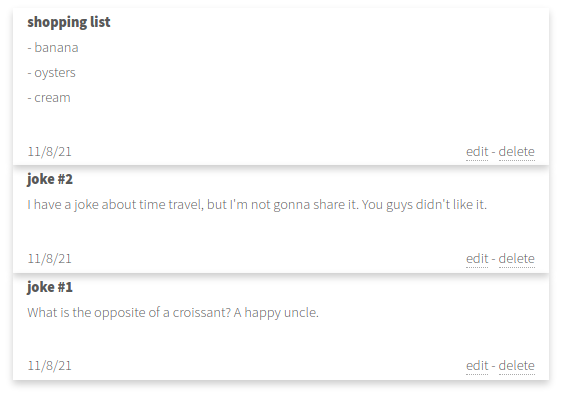 shopping list
- banana
- oysters
- cream
11/8/21 edit - delete
joke #2
I have a joke about time travel, but I'm not gonna share it. You guys didn't like it.
11/8/21 edit - delete
joke #1
What is the opposite of a croissant? A happy uncle.
11/8/21 edit - delete